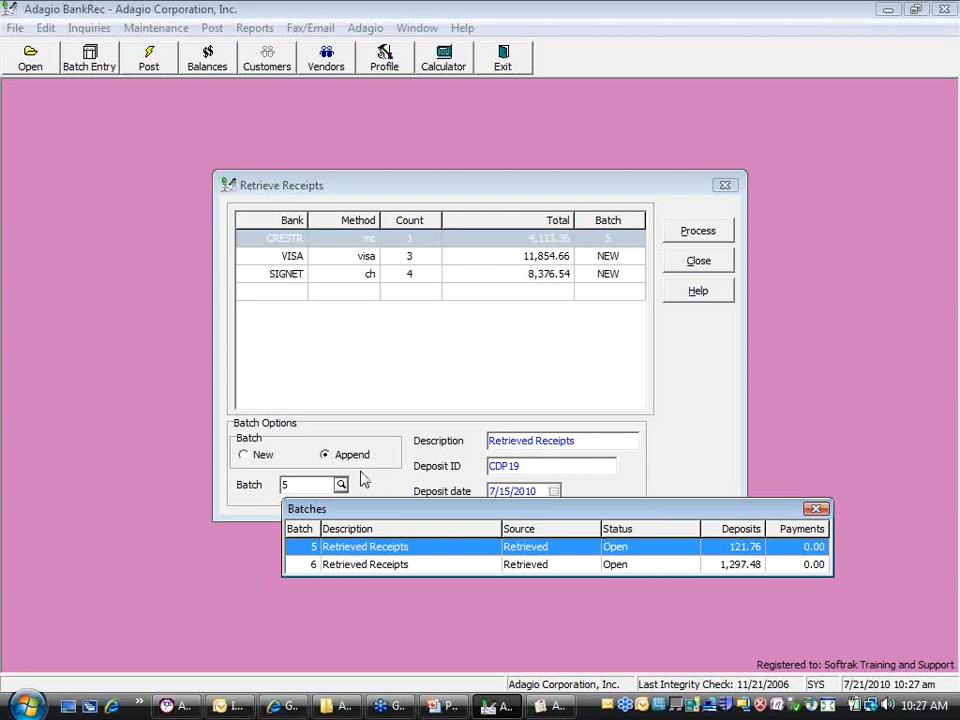 Adagio BankRec - Adagio Corporation, Inc.
File Edit Inquiries Maintenance Post Reports Fax/Email Adagio Window Help
Open Batch Entry Post Balances Customers Vendors Profile Calculator Exit
Retrieve Receipts
Bank Method Count Total Batch
CRESTR mc 1 4,113.36 5
VISA visa 3 11,854.66 NEW
SIGNET ch 4 8,376.54 NEW
Process
Close
Help
Batch Options
Batch
New Append
Batch 5
Description Retrieved Receipts
Deposit ID CDP19
Deposit date 7/15/2010
Batches
Batch Description Source Status Deposits Payments
5 Retrieved Receipts Retrieved Open 121.76 0.00
6 Retrieved Receipts Retrieved Open 1,297.48 0.00
Registered to: Softrak Training and Support
Adagio Corporation, Inc. Last Integrity Check: 11/21/2006 SYS 7/21/2010 10:27 am
» A... I... G... A... G... P... A... A... 10:27 AM